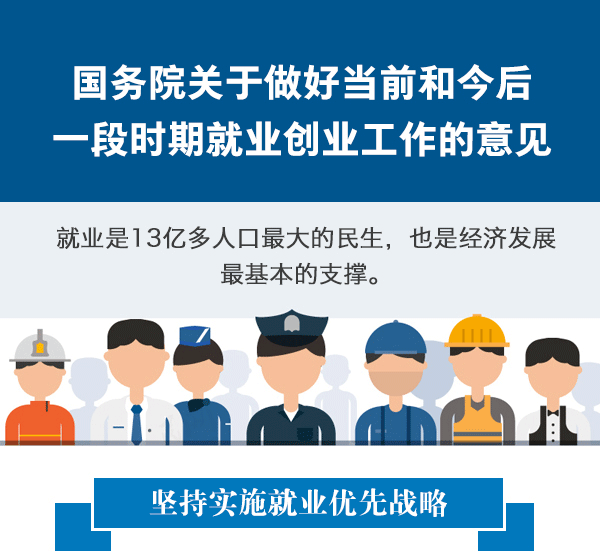 国务院关于做好当前和今后
一段时期就业创业工作的意见
就业是13亿多人口最大的民生，也是经济发展
最基本的支撑。
坚持实施就业优先战略